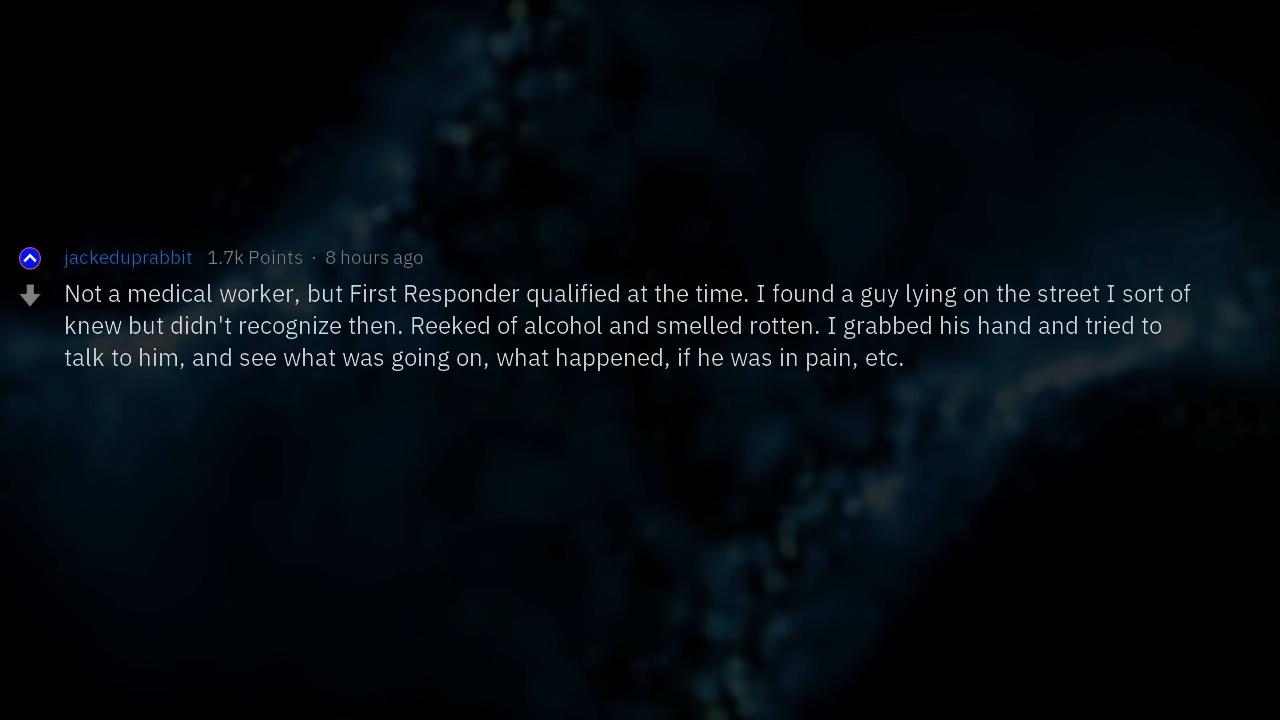 jackeduprabbit 1.7k Points · 8 hours ago
Not a medical worker, but First Responder qualified at the time. I found a guy lying on the street I sort of
knew but didn't recognize then. Reeked of alcohol and smelled rotten. I grabbed his hand and tried to
talk to him, and see what was going on, what happened, if he was in pain, etc.